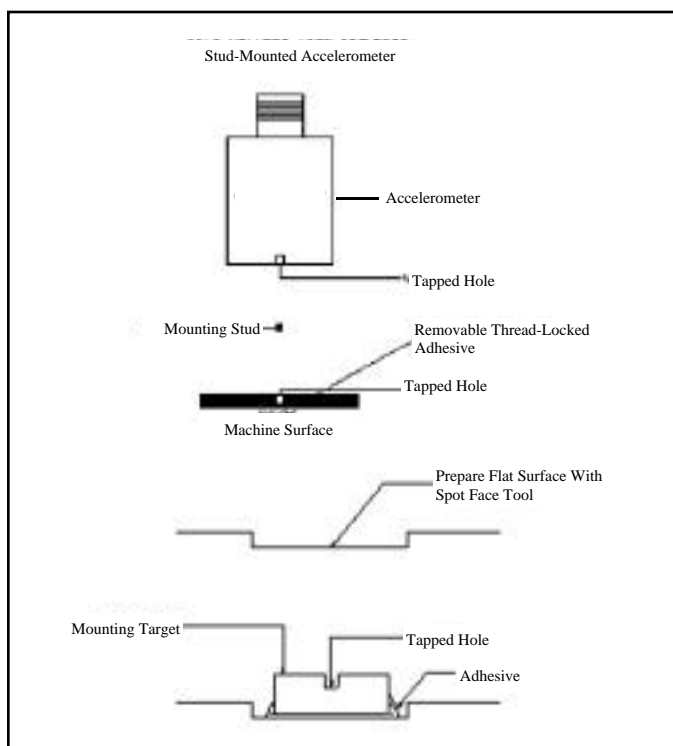 Stud-Mounted Accelerometer
Accelerometer
Tapped Hole
Mounting Stud
Removable Thread-Locked
Adhesive
Tapped Hole
Machine Surface
Prepare Flat Surface With
Spot Face Tool
Mounting Target
Tapped Hole
Adhesive